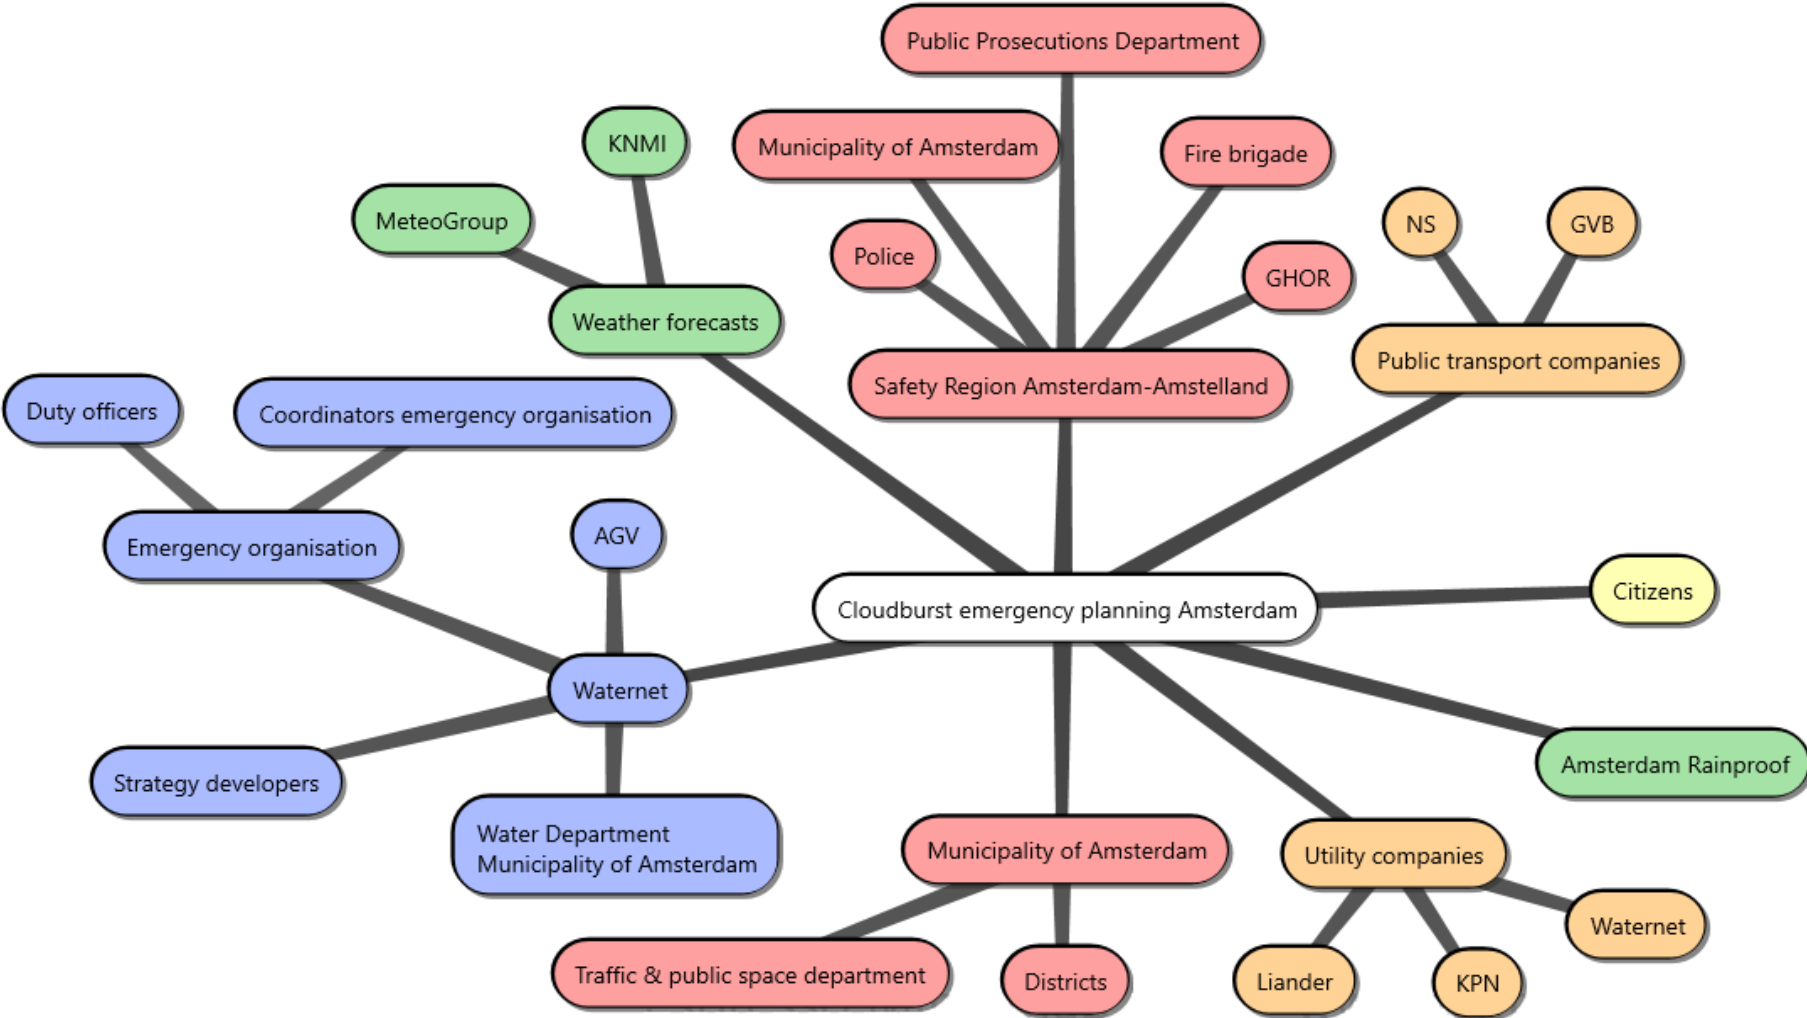 Public Prosecutions Department
KNMI
Municipality of Amsterdam
Fire brigade
MeteoGroup
NS
GVB
Police
GHOR
Weather forecasts
Public transport companies
Safety Region Amsterdam-Amstelland
Duty officers
Coordinators emergency organisation
AGV
Emergency organisation
Citizens
Cloudburst emergency planning Amsterdam
Waternet
Amsterdam Rainproof
Strategy developers
Water Department
Municipality of Amsterdam
Municipality of Amsterdam
Utility companies
Waternet
Traffic & public space department
Districts
Liander
KPN